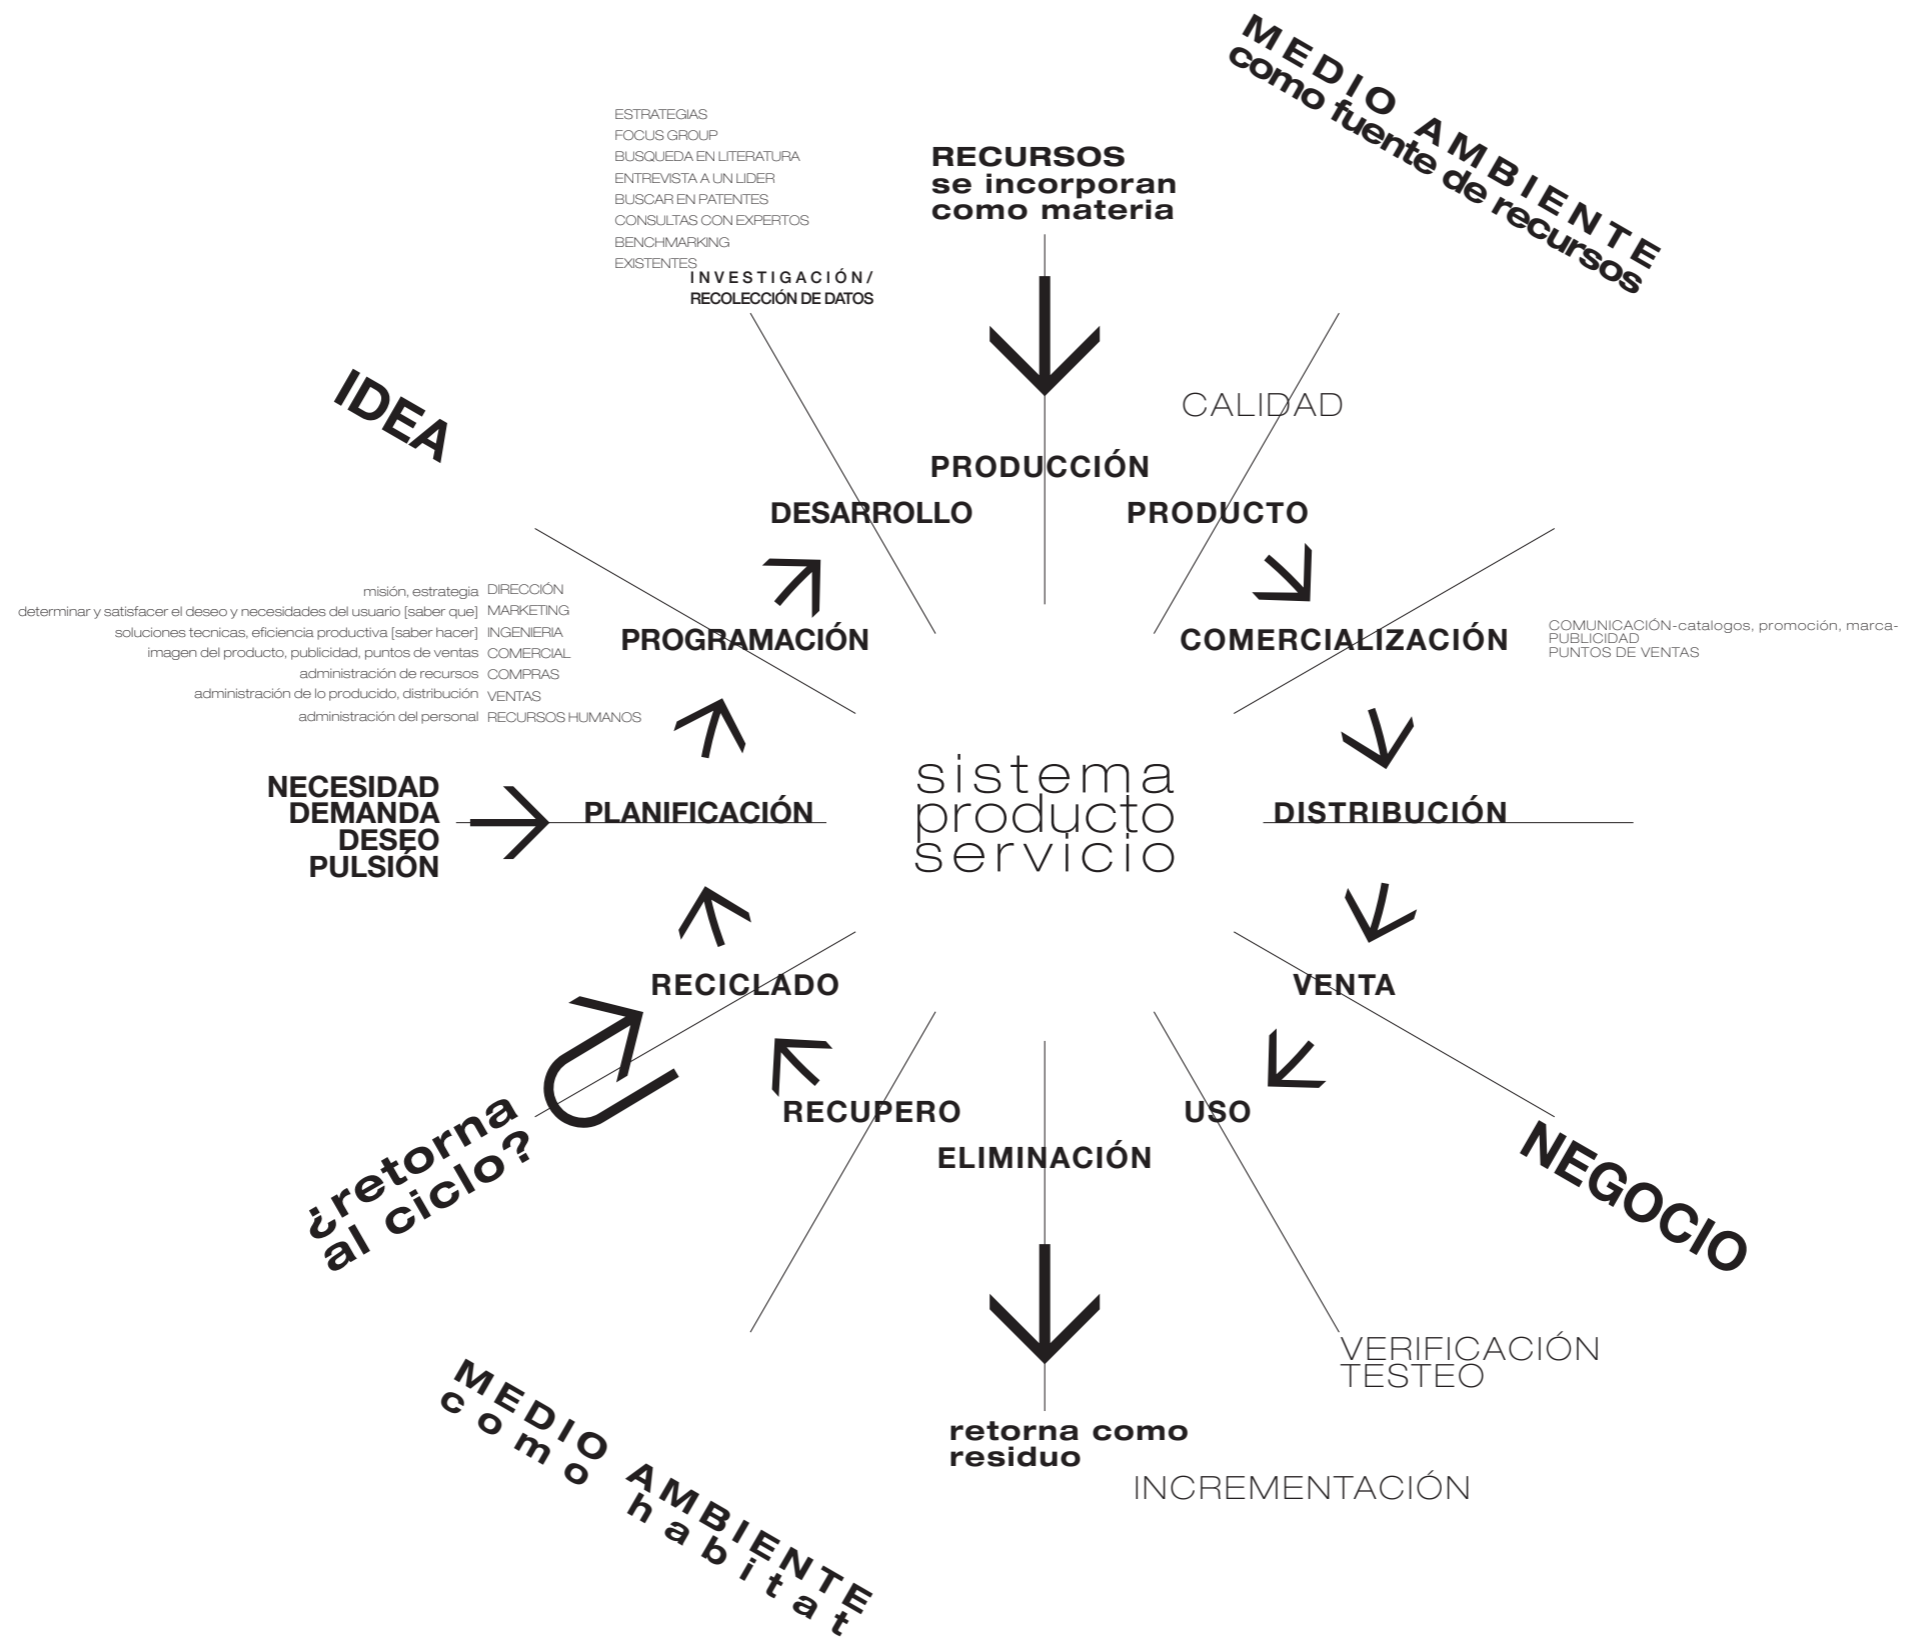 MEDIO AMBIENTE
como fuente de recursos
ESTRATEGIAS
FOCUS GROUP
BUSQUEDA EN LITERATURA
ENTREVISTA A UN LIDER
BUSCAR EN PATENTES
CONSULTAS CON EXPERTOS
BENCHMARKING
EXISTENTES
INVESTIGACIÓN/
RECOLECCIÓN DE DATOS
RECURSOS
se incorporan
como materia
IDEA
CALIDAD
PRODUCCIÓN
DESARROLLO
PRODUCTO
misión, estrategia DIRECCIÓN
determinar y satisfacer el deseo y necesidades del usuario [saber que] MARKETING
soluciones tecnicas, eficiencia productiva [saber hacer] INGENIERIA
imagen del producto, publicidad, puntos de ventas COMERCIAL
administración de recursos COMPRAS
administración de lo producido, distribución VENTAS
administración del personal RECURSOS HUMANOS
PROGRAMACIÓN
COMERCIALIZACIÓN
COMUNICACIÓN-catalogos, promoción, marca-
PUBLICIDAD
PUNTOS DE VENTAS
NECESIDAD
DEMANDA
DESEO
PULSIÓN
PLANIFICACIÓN
sistema
producto
servicio
DISTRIBUCIÓN
RECICLADO
VENTA
¿retorna
al ciclo?
RECUPERO
USO
ELIMINACIÓN
NEGOCIO
VERIFICACIÓN
TESTEO
MEDIO AMBIENTE
como habitat
retorna como
residuo
INCREMENTACIÓN